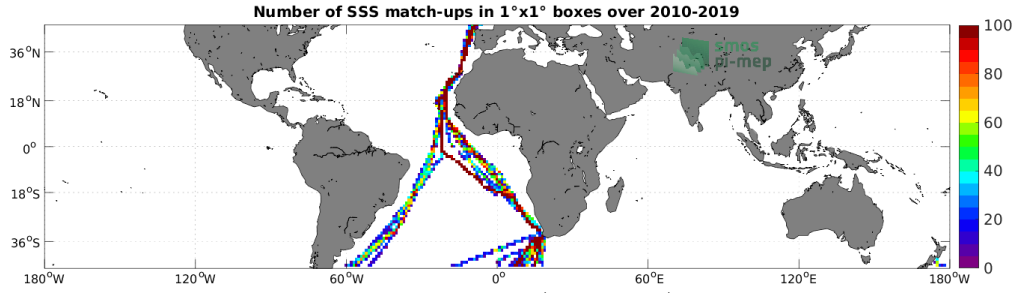 Number of SSS match-ups in 1°x1° boxes over 2010-2019
smos
pi-mep
36°N
18°N
0°
18°S
36°S
180°W
120°W
60°W
0°
60°E
120°E
180°W
100
80
60
40
20
0